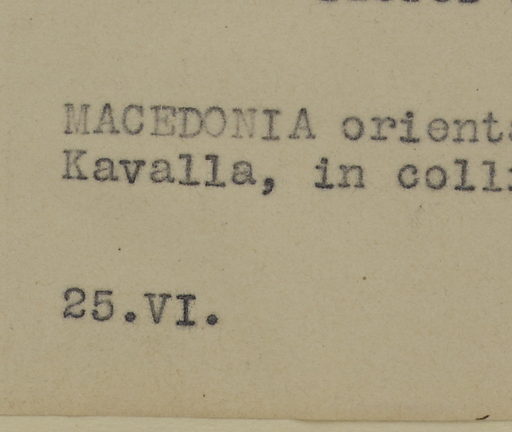 MACEDONIA orient
Kavalla, in coll
25.VI.